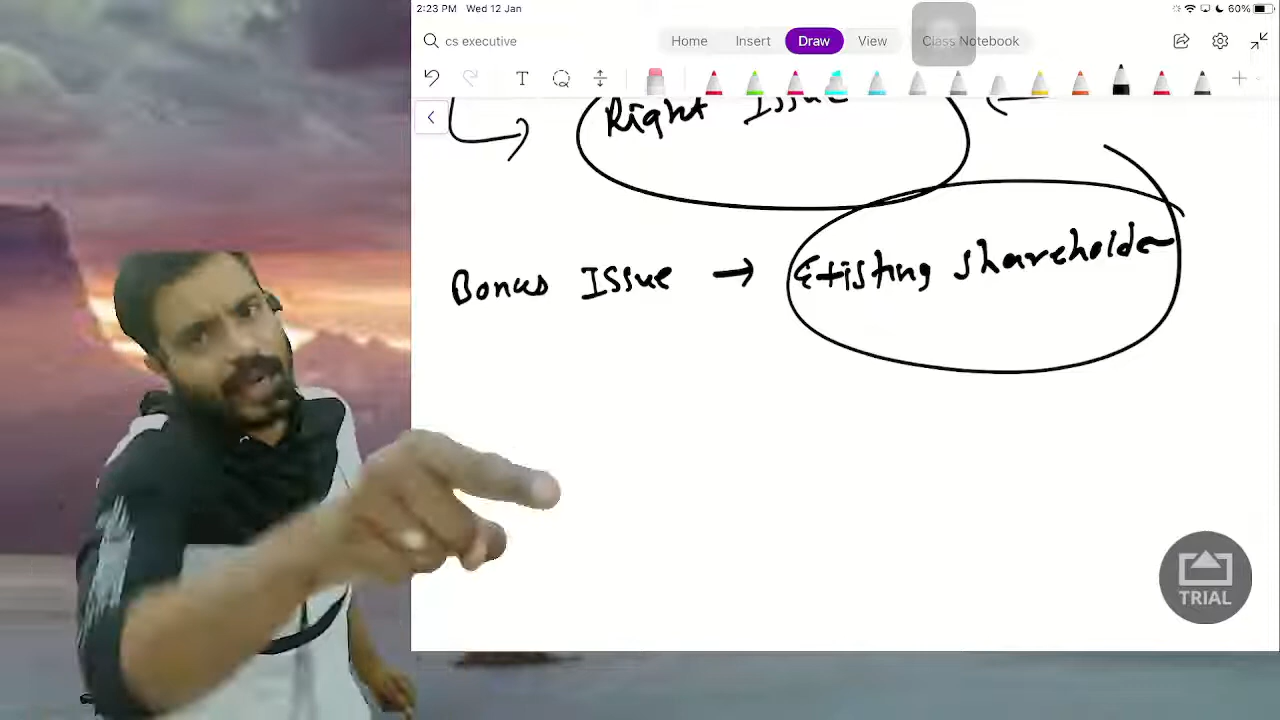 2:23 PM Wed 12 Jan
60%
cs executive
Home Insert Draw View Class Notebook
T
Right Issue
Bonus Issue → Existing shareholder
TRIAL